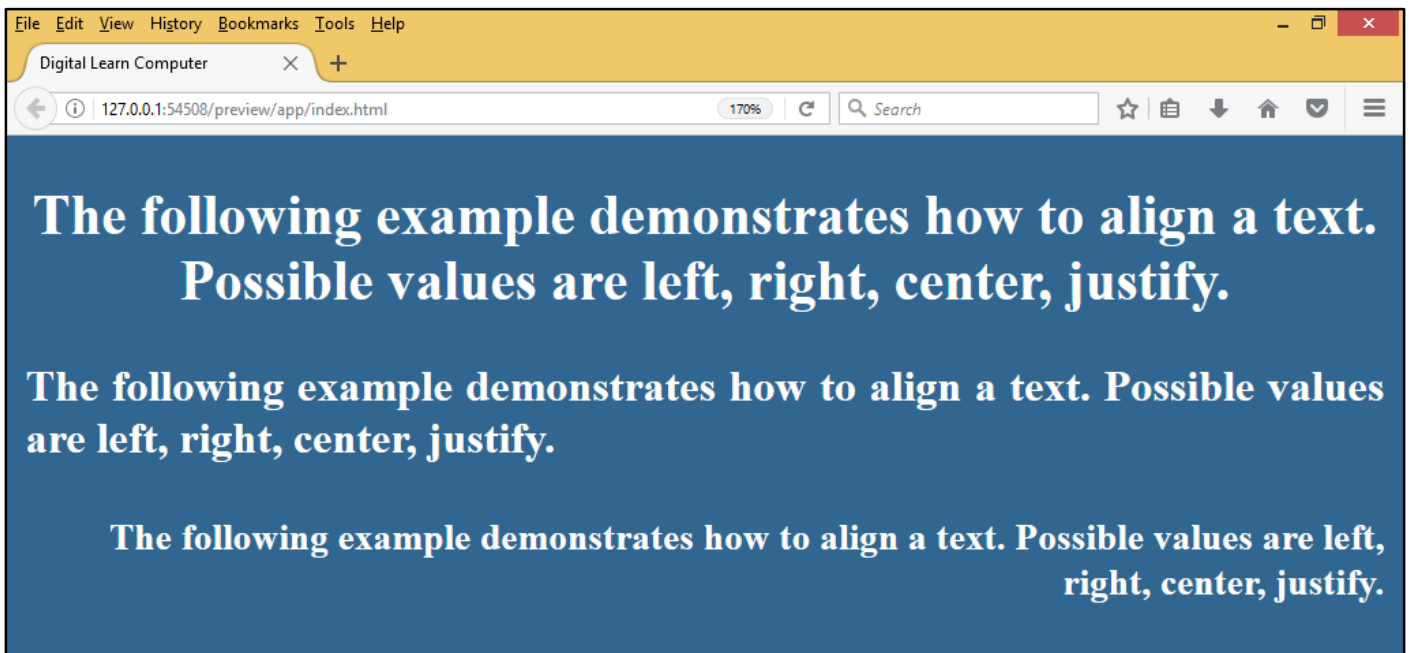 File Edit View History Bookmarks Tools Help
Digital Learn Computer
127.0.0.1:54508/preview/app/index.html 170% Search
The following example demonstrates how to align a text.
Possible values are left, right, center, justify.
The following example demonstrates how to align a text. Possible values
are left, right, center, justify.
The following example demonstrates how to align a text. Possible values are left,
right, center, justify.